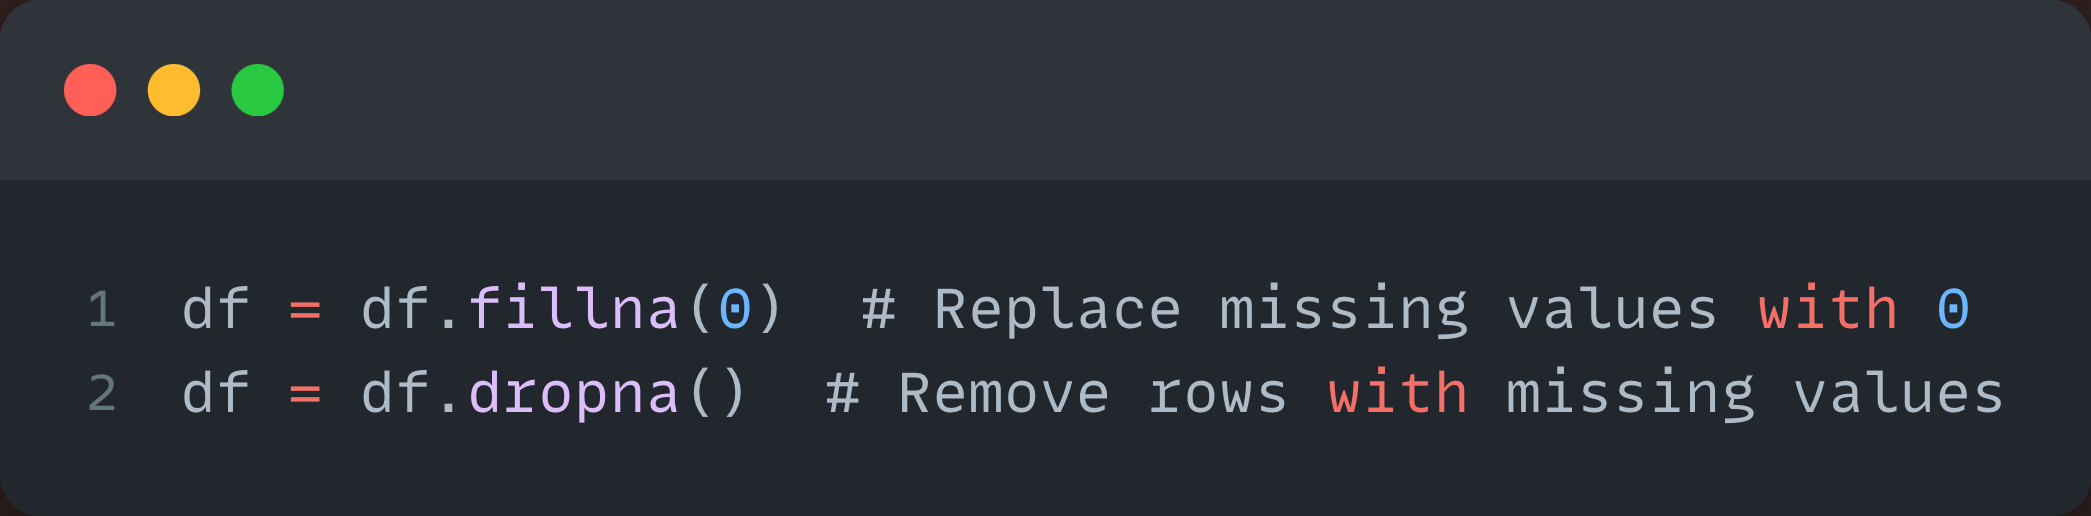 1 df = df.fillna(0)  # Replace missing values with 0
2 df = df.dropna()  # Remove rows with missing values